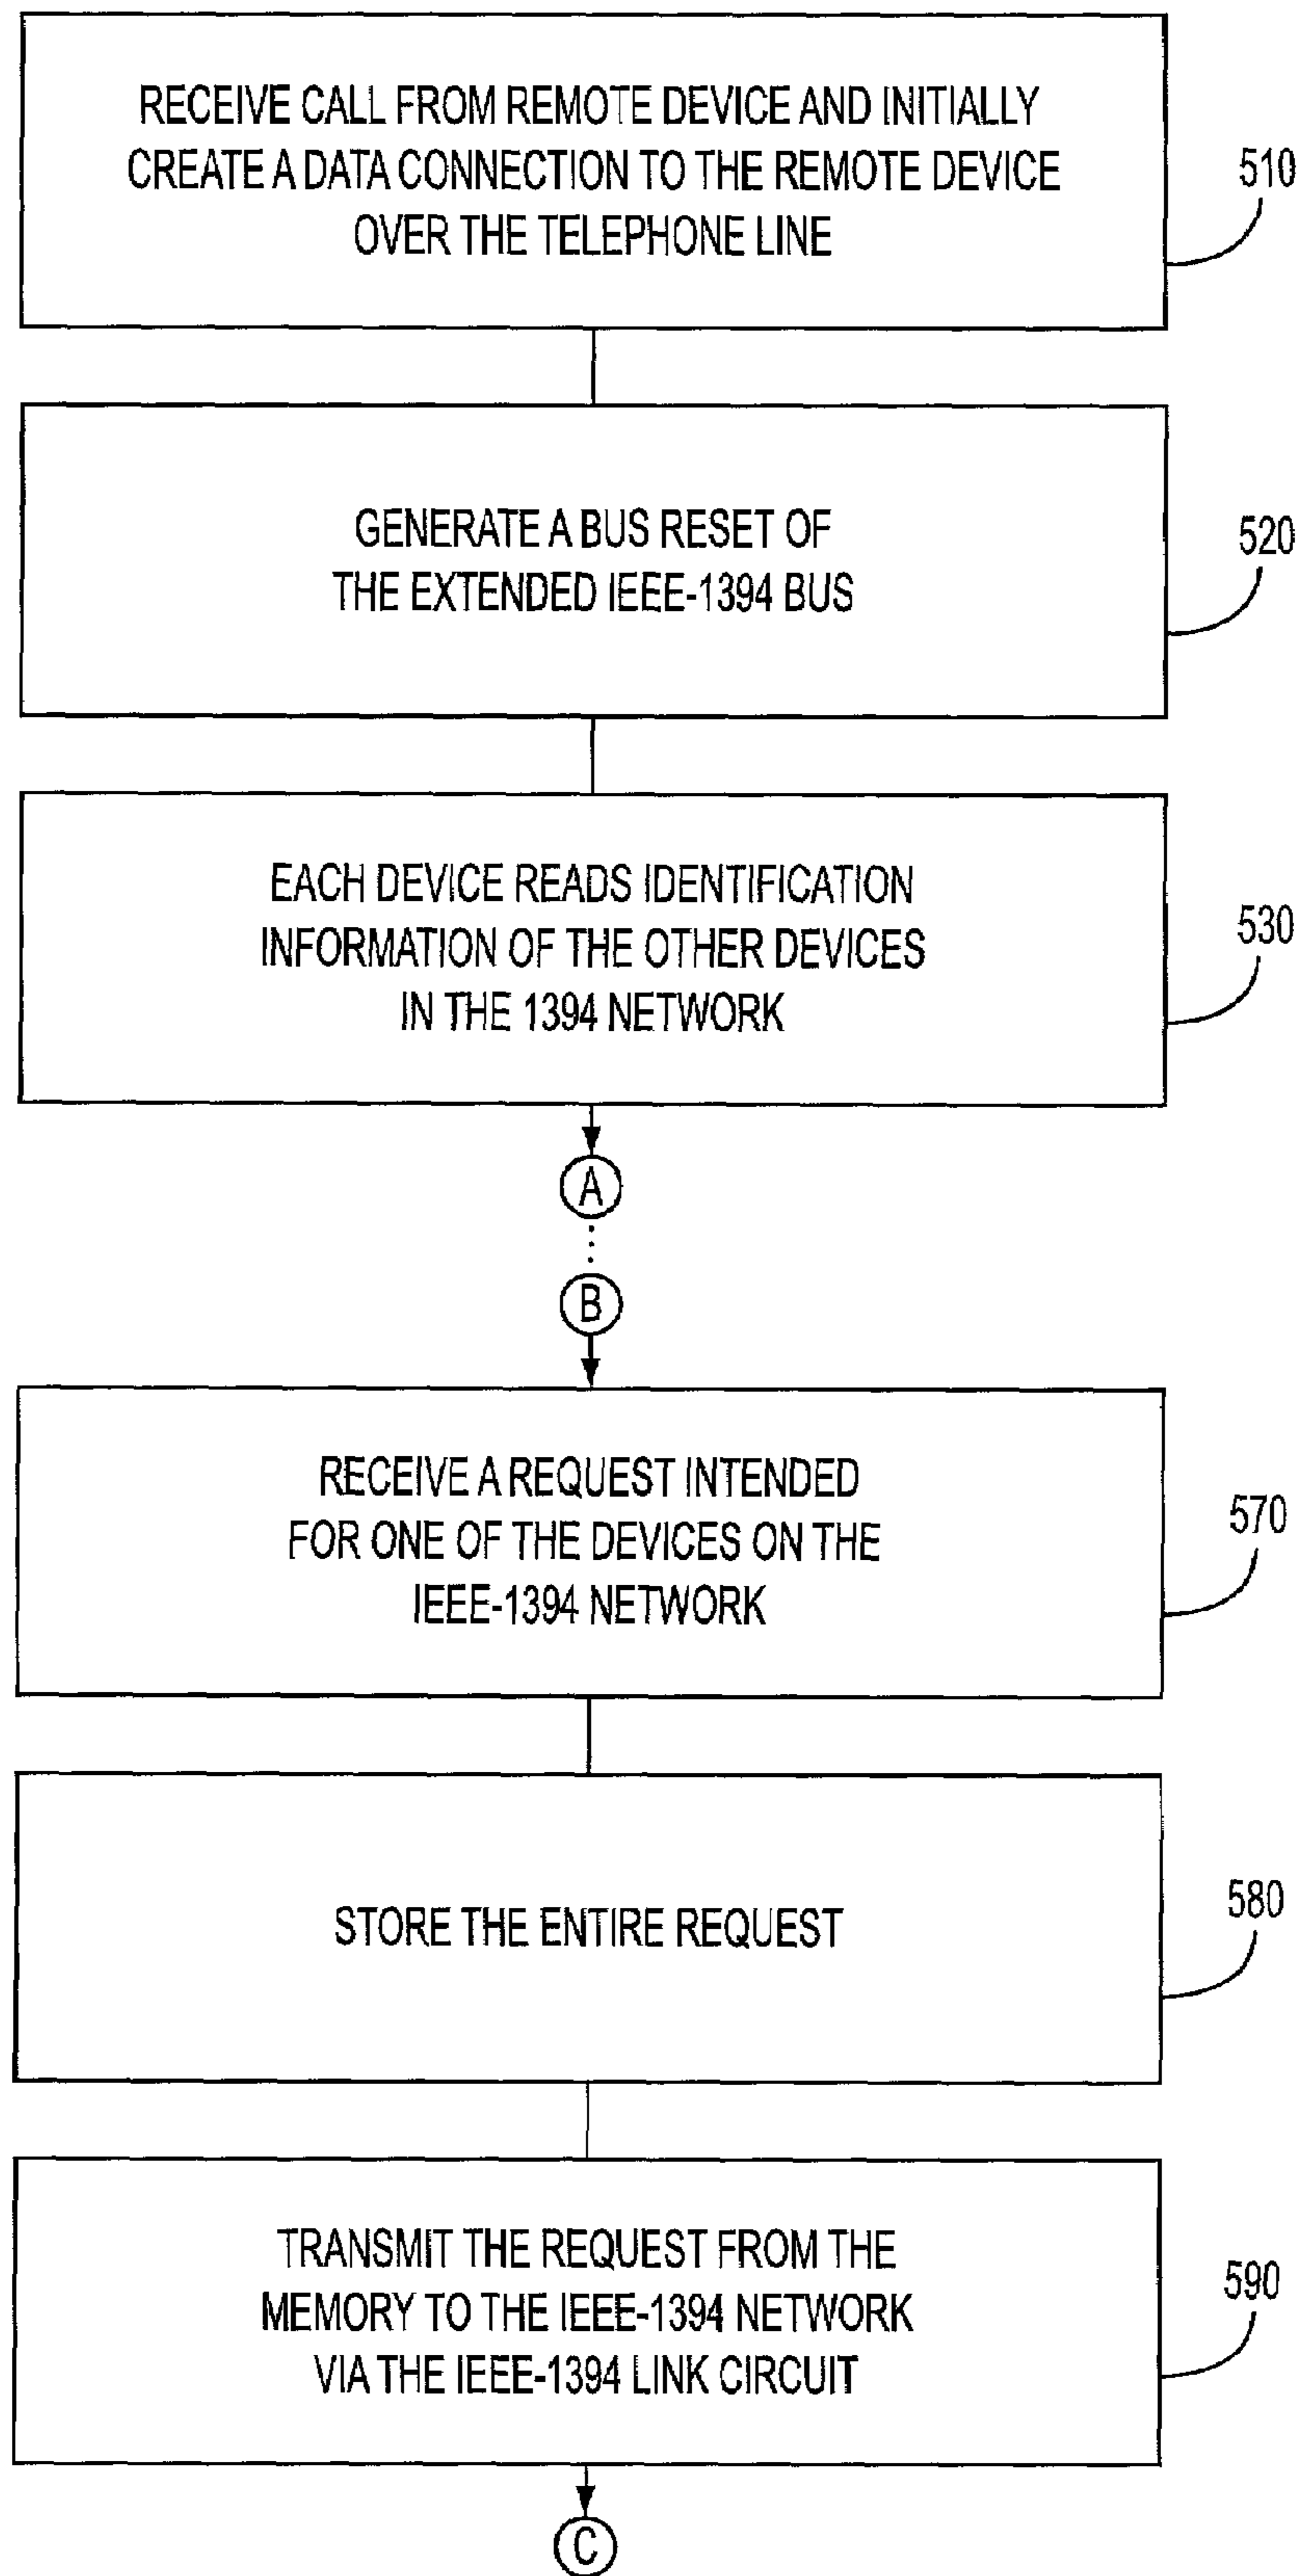 RECEIVE CALL FROM REMOTE DEVICE AND INITIALLY
CREATE A DATA CONNECTION TO THE REMOTE DEVICE
OVER THE TELEPHONE LINE
510
GENERATE A BUS RESET OF
THE EXTENDED IEEE-1394 BUS
520
EACH DEVICE READS IDENTIFICATION
INFORMATION OF THE OTHER DEVICES
IN THE 1394 NETWORK
530
A
B
RECEIVE A REQUEST INTENDED
FOR ONE OF THE DEVICES ON THE
IEEE-1394 NETWORK
570
STORE THE ENTIRE REQUEST
580
TRANSMIT THE REQUEST FROM THE
MEMORY TO THE IEEE-1394 NETWORK
VIA THE IEEE-1394 LINK CIRCUIT
590
C